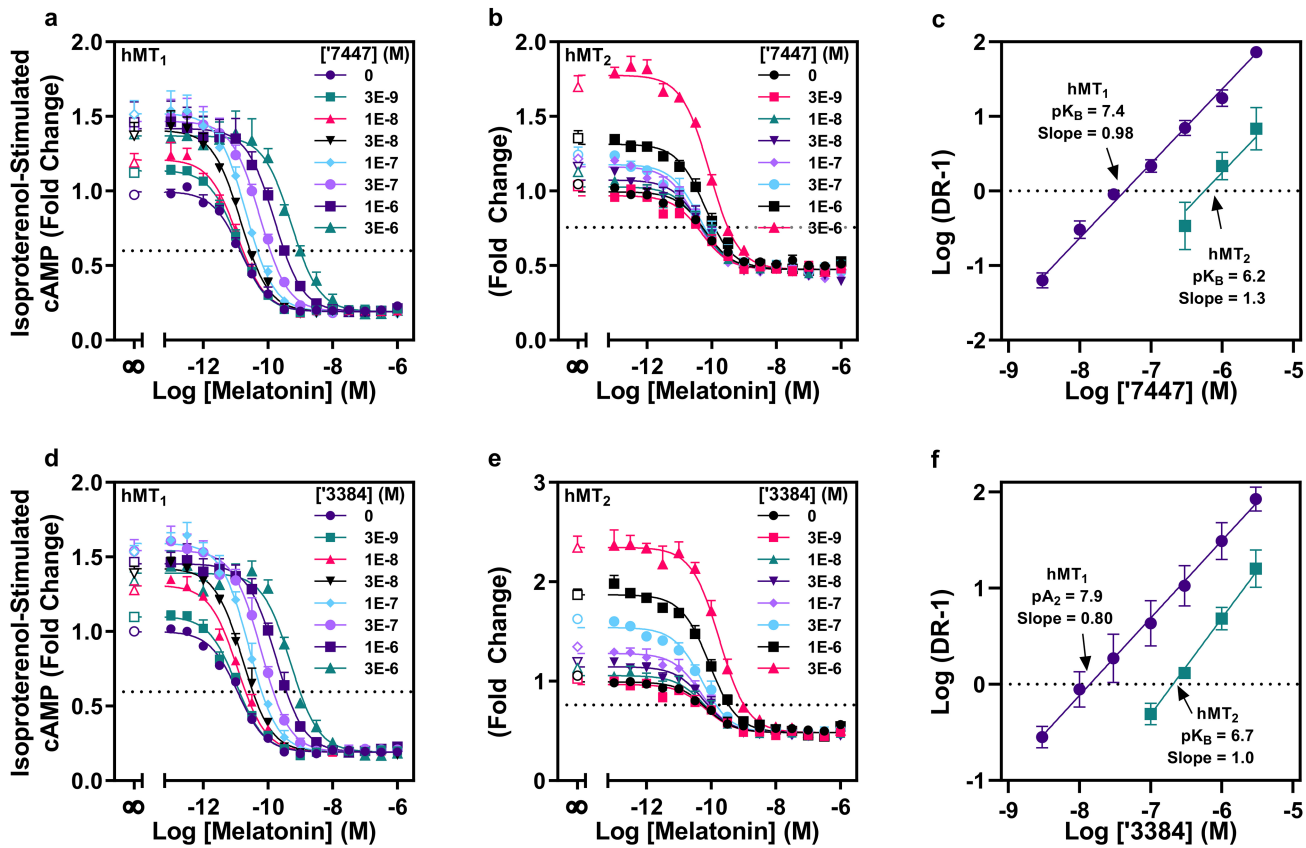 a
hMT1
['7447] (M)
0
3E-9
1E-8
3E-8
1E-7
3E-7
1E-6
3E-6
2.0
1.5
1.0
0.5
0.0
Isoproterenol-Stimulated
cAMP (Fold Change)
∞
-12
-10
-8
-6
Log [Melatonin] (M)
b
hMT2
['7447] (M)
0
3E-9
1E-8
3E-8
1E-7
3E-7
1E-6
3E-6
2.0
1.5
1.0
0.5
0.0
(Fold Change)
∞
-12
-10
-8
-6
Log [Melatonin] (M)
c
2
1
0
-1
-2
Log (DR-1)
hMT1
pKB = 7.4
Slope = 0.98
hMT2
pKB = 6.2
Slope = 1.3
-9
-8
-7
-6
-5
Log ['7447] (M)
d
hMT1
['3384] (M)
0
3E-9
1E-8
3E-8
1E-7
3E-7
1E-6
3E-6
2.0
1.5
1.0
0.5
0.0
Isoproterenol-Stimulated
cAMP (Fold Change)
∞
-12
-10
-8
-6
Log [Melatonin] (M)
e
hMT2
['3384] (M)
0
3E-9
1E-8
3E-8
1E-7
3E-7
1E-6
3E-6
3
2
1
0
(Fold Change)
∞
-12
-10
-8
-6
Log [Melatonin] (M)
f
2
1
0
-1
Log (DR-1)
hMT1
pA2 = 7.9
Slope = 0.80
hMT2
pKB = 6.7
Slope = 1.0
-9
-8
-7
-6
-5
Log ['3384] (M)